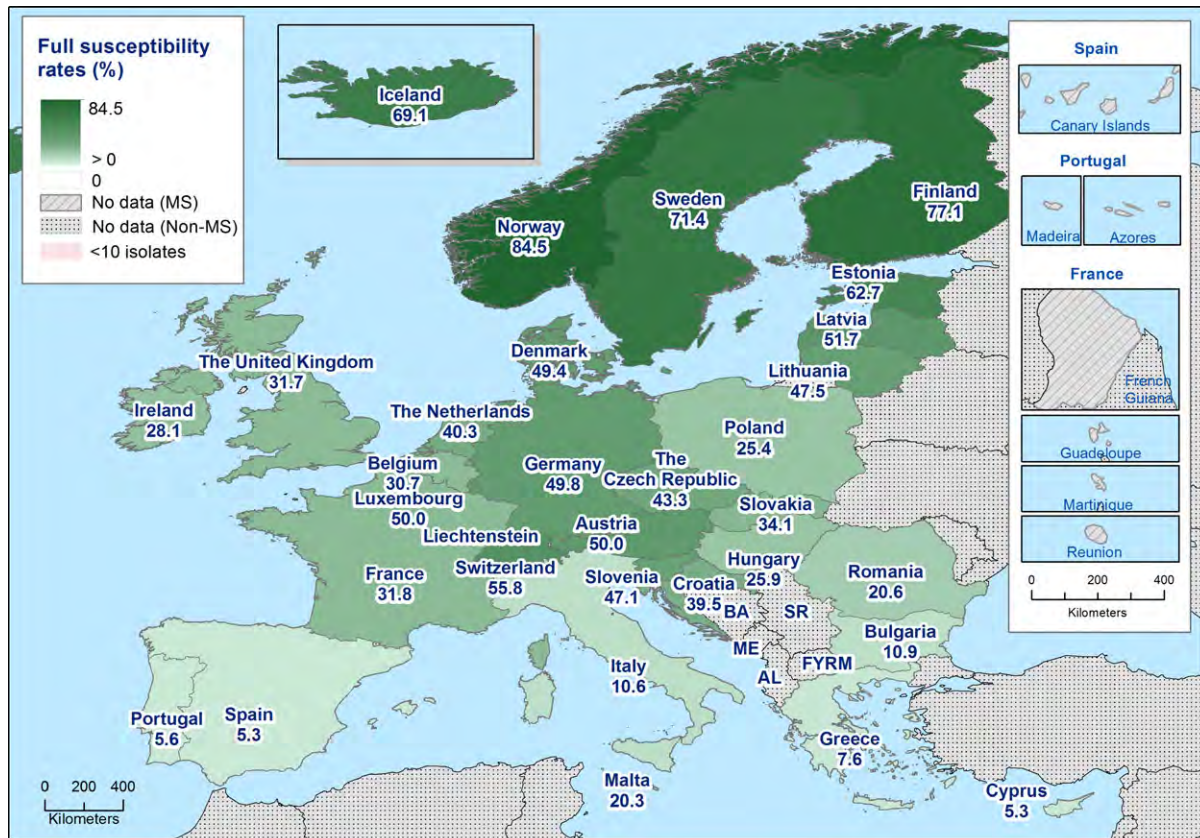 Full susceptibility
rates (%)
84.5
> 0
0
No data (MS)
No data (Non-MS)
<10 isolates
Iceland
69.1
Norway
84.5
Sweden
71.4
Finland
77.1
Estonia
62.7
Latvia
51.7
Lithuania
47.5
Denmark
49.4
The United Kingdom
31.7
Ireland
28.1
The Netherlands
40.3
Belgium
30.7
Luxembourg
50.0
Germany
49.8
The
Czech Republic
43.3
Poland
25.4
Slovakia
34.1
Liechtenstein
Austria
50.0
Hungary
25.9
France
31.8
Switzerland
55.8
Slovenia
47.1
Croatia
39.5
Romania
20.6
BA
SR
Bulgaria
10.9
ME
FYRM
AL
Italy
10.6
Portugal
5.6
Spain
5.3
Greece
7.6
Malta
20.3
Cyprus
5.3
0 200 400
Kilometers
Spain
Canary Islands
Portugal
Madeira
Azores
France
French
Guiana
Guadeloupe
Martinique
Reunion
0 200 400
Kilometers